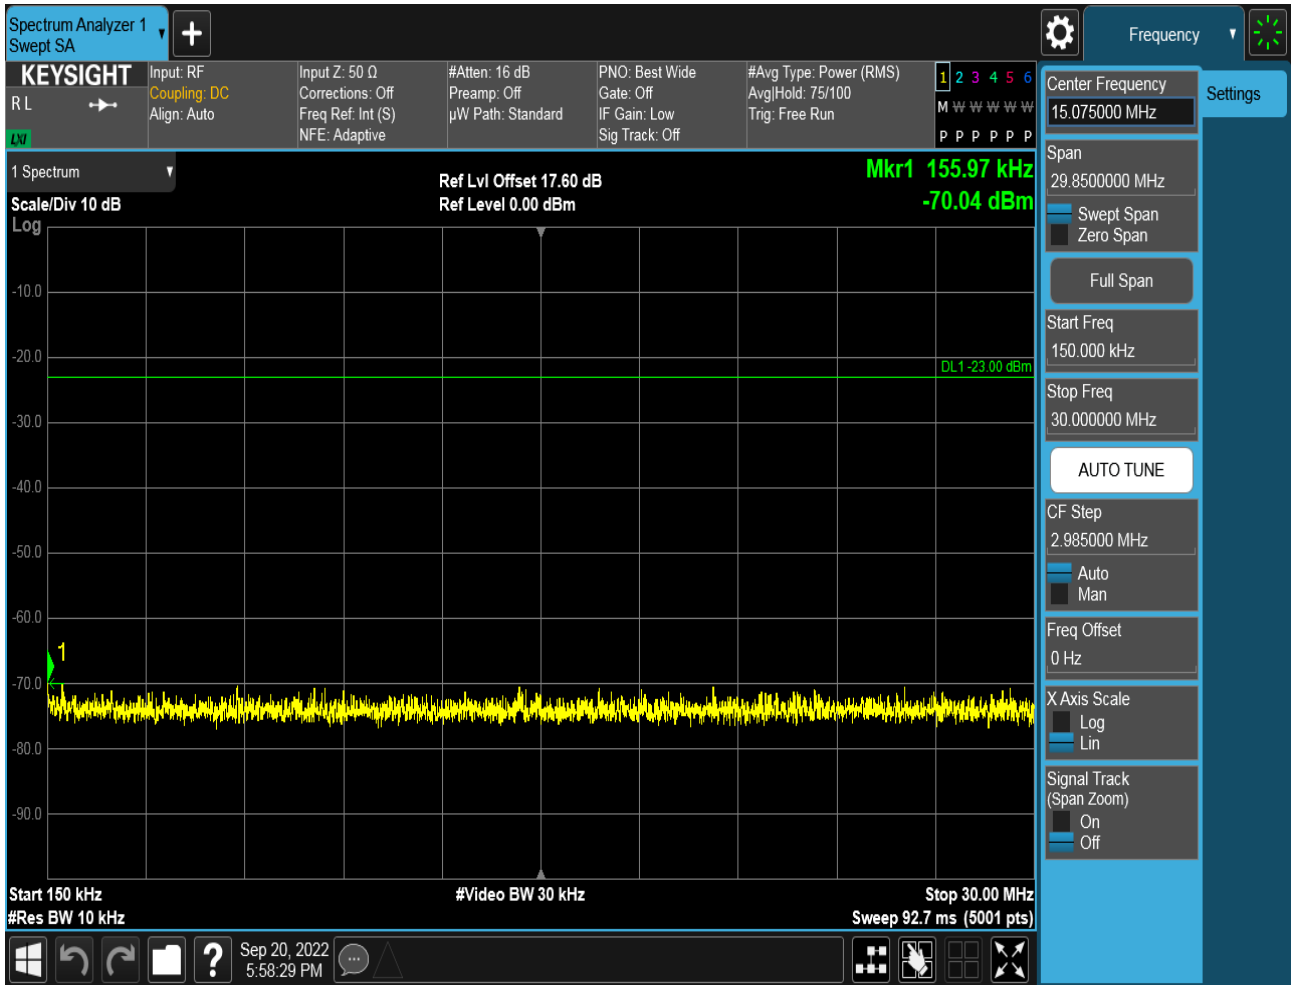 Spectrum Analyzer 1
Swept SA
Frequency
KEYSIGHT
R L
LXI
Input: RF
Coupling: DC
Align: Auto
Input Z: 50 Ω
Corrections: Off
Freq Ref: Int (S)
NFE: Adaptive
#Atten: 16 dB
Preamp: Off
µW Path: Standard
PNO: Best Wide
Gate: Off
IF Gain: Low
Sig Track: Off
#Avg Type: Power (RMS)
Avg|Hold: 75/100
Trig: Free Run
1 2 3 4 5 6
M W W W W W
P P P P P P
1 Spectrum
Scale/Div 10 dB
Log
Ref Lvl Offset 17.60 dB
Ref Level 0.00 dBm
Mkr1 155.97 kHz
-70.04 dBm
-10.0
-20.0
DL1 -23.00 dBm
-30.0
-40.0
-50.0
-60.0
1
-70.0
-80.0
-90.0
Start 150 kHz
#Video BW 30 kHz
Stop 30.00 MHz
#Res BW 10 kHz
Sweep 92.7 ms (5001 pts)
?
Sep 20, 2022
5:58:29 PM
Center Frequency
15.075000 MHz
Settings
Span
29.8500000 MHz
Swept Span
Zero Span
Full Span
Start Freq
150.000 kHz
Stop Freq
30.000000 MHz
AUTO TUNE
CF Step
2.985000 MHz
Auto
Man
Freq Offset
0 Hz
X Axis Scale
Log
Lin
Signal Track
(Span Zoom)
On
Off